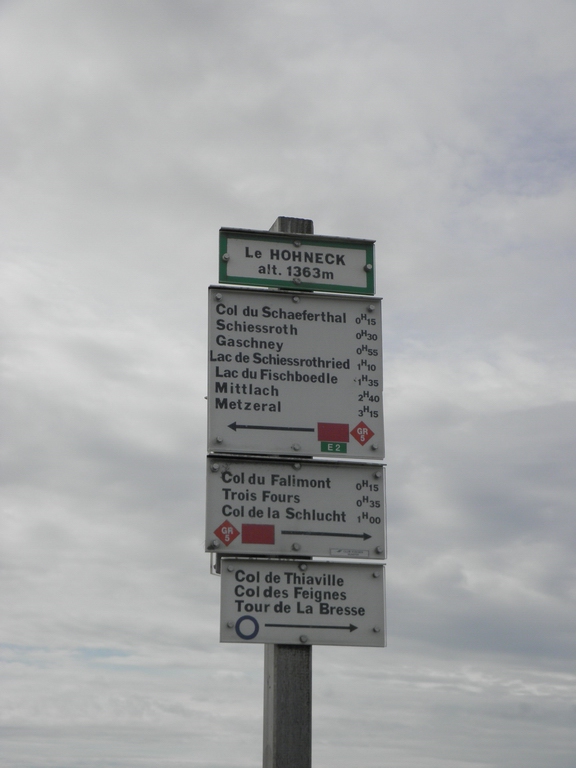 Le HOHNECK
alt. 1363m
Col du Schaeferthal 0H15
Schiessroth 0H30
Gaschney 0H55
Lac de Schiessrothried 1H10
Lac du Fischboedle 1H35
Mittlach 2H40
Metzeral 3H15
GR
5
E 2
Col du Falimont 0H15
Trois Fours 0H35
Col de la Schlucht 1H00
GR
5
Col de Thiaville
Col des Feignes
Tour de La Bresse